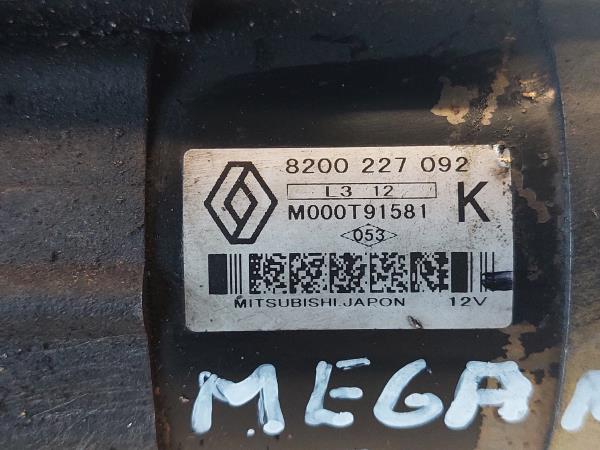 8200 227 092
L3 12
M000T91581 K
053
MITSUBISHI.JAPON 12V
MEGA